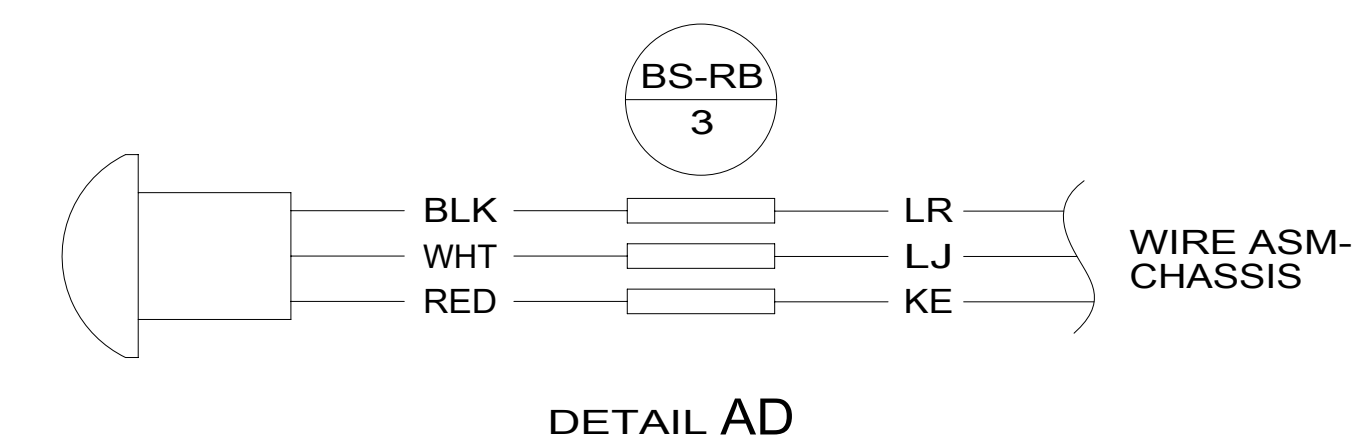 BS-RB
3
BLK LR
WHT LJ
RED KE
WIRE ASM-
CHASSIS
DETAIL AD